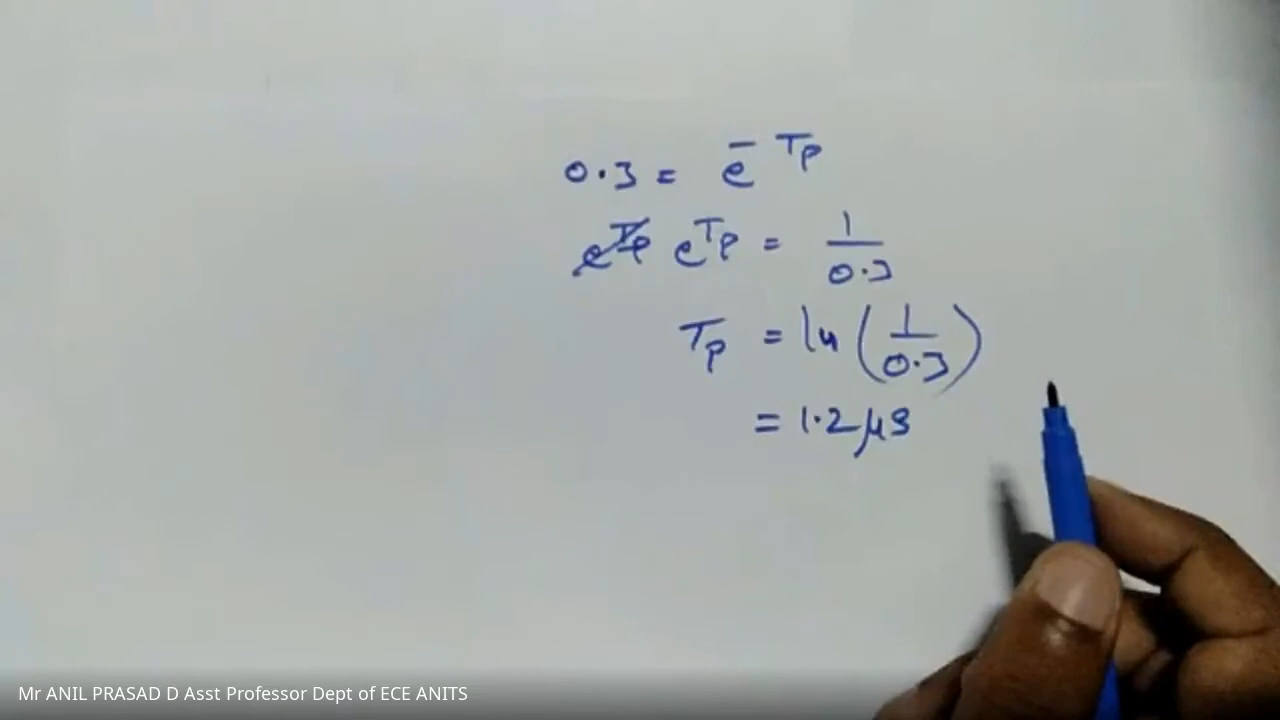 0.3 = e^-Tp
e^Tp = 1/0.3
Tp = ln(1/0.3)
= 1.2 μs
Mr ANIL PRASAD D Asst Professor Dept of ECE ANITS